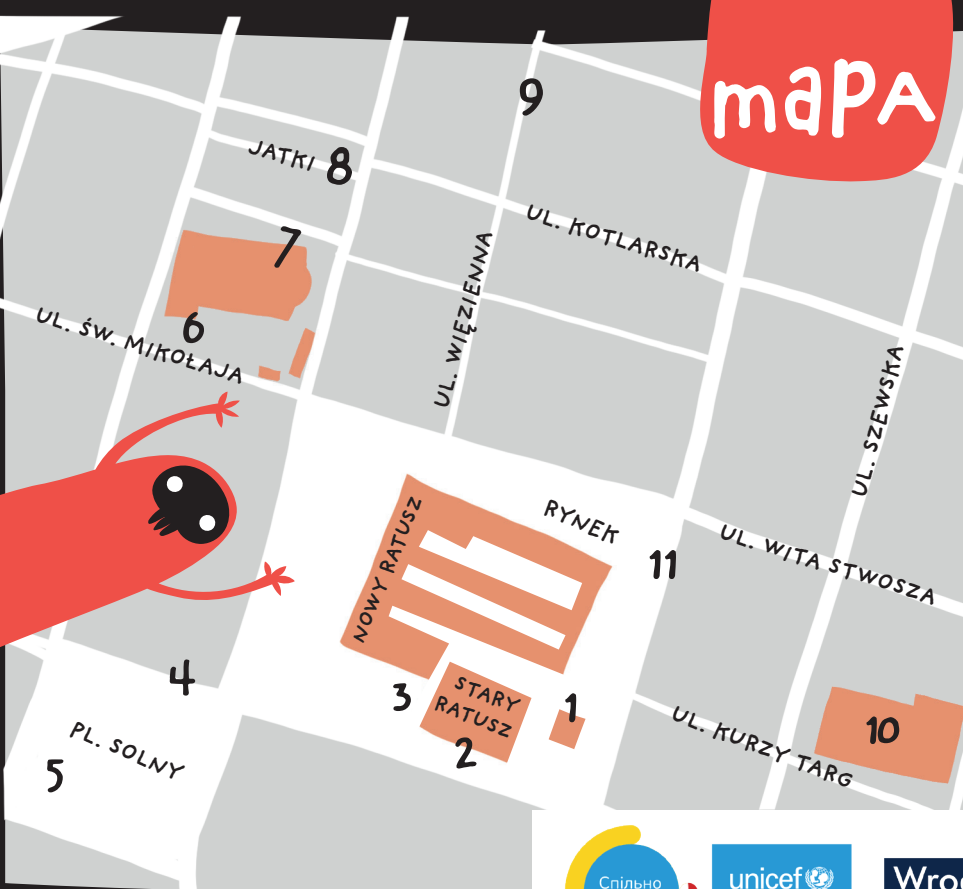 mapa
9
JATKI 8
UL. KOTLARSKA
7
UL. WIĘZIENNA
6
UL. ŚW. MIKOŁAJA
UL. SZEWSKA
RYNEK
NOWY RATUSZ
11
UL. WITA STWOSZA
4
3
STARY
RATUSZ
1
2
UL. KURZY TARG
10
PL. SOLNY
5
Спільно
unicef